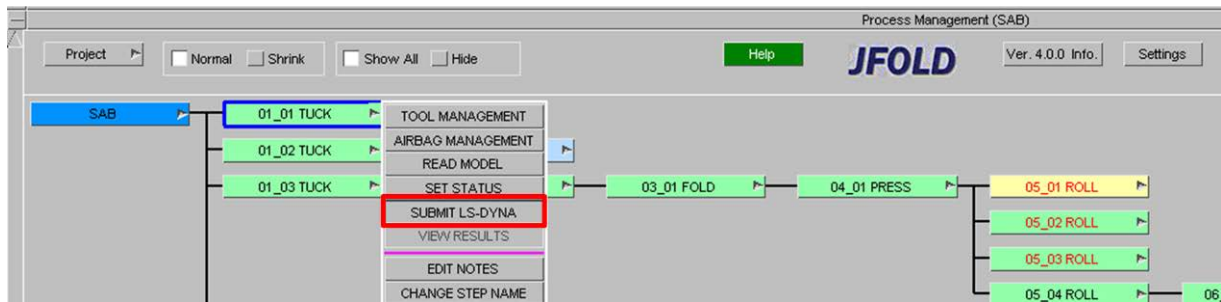 Process Management (SAB)
Project Normal Shrink Show All Hide Help JFOLD Ver. 4.0.0 Info. Settings
SAB 01_01 TUCK TOOL MANAGEMENT
01_02 TUCK AIRBAG MANAGEMENT
READ MODEL
01_03 TUCK SET STATUS 03_01 FOLD 04_01 PRESS 05_01 ROLL
SUBMIT LS-DYNA 05_02 ROLL
VIEW RESULTS
EDIT NOTES 05_03 ROLL
CHANGE STEP NAME 05_04 ROLL 06